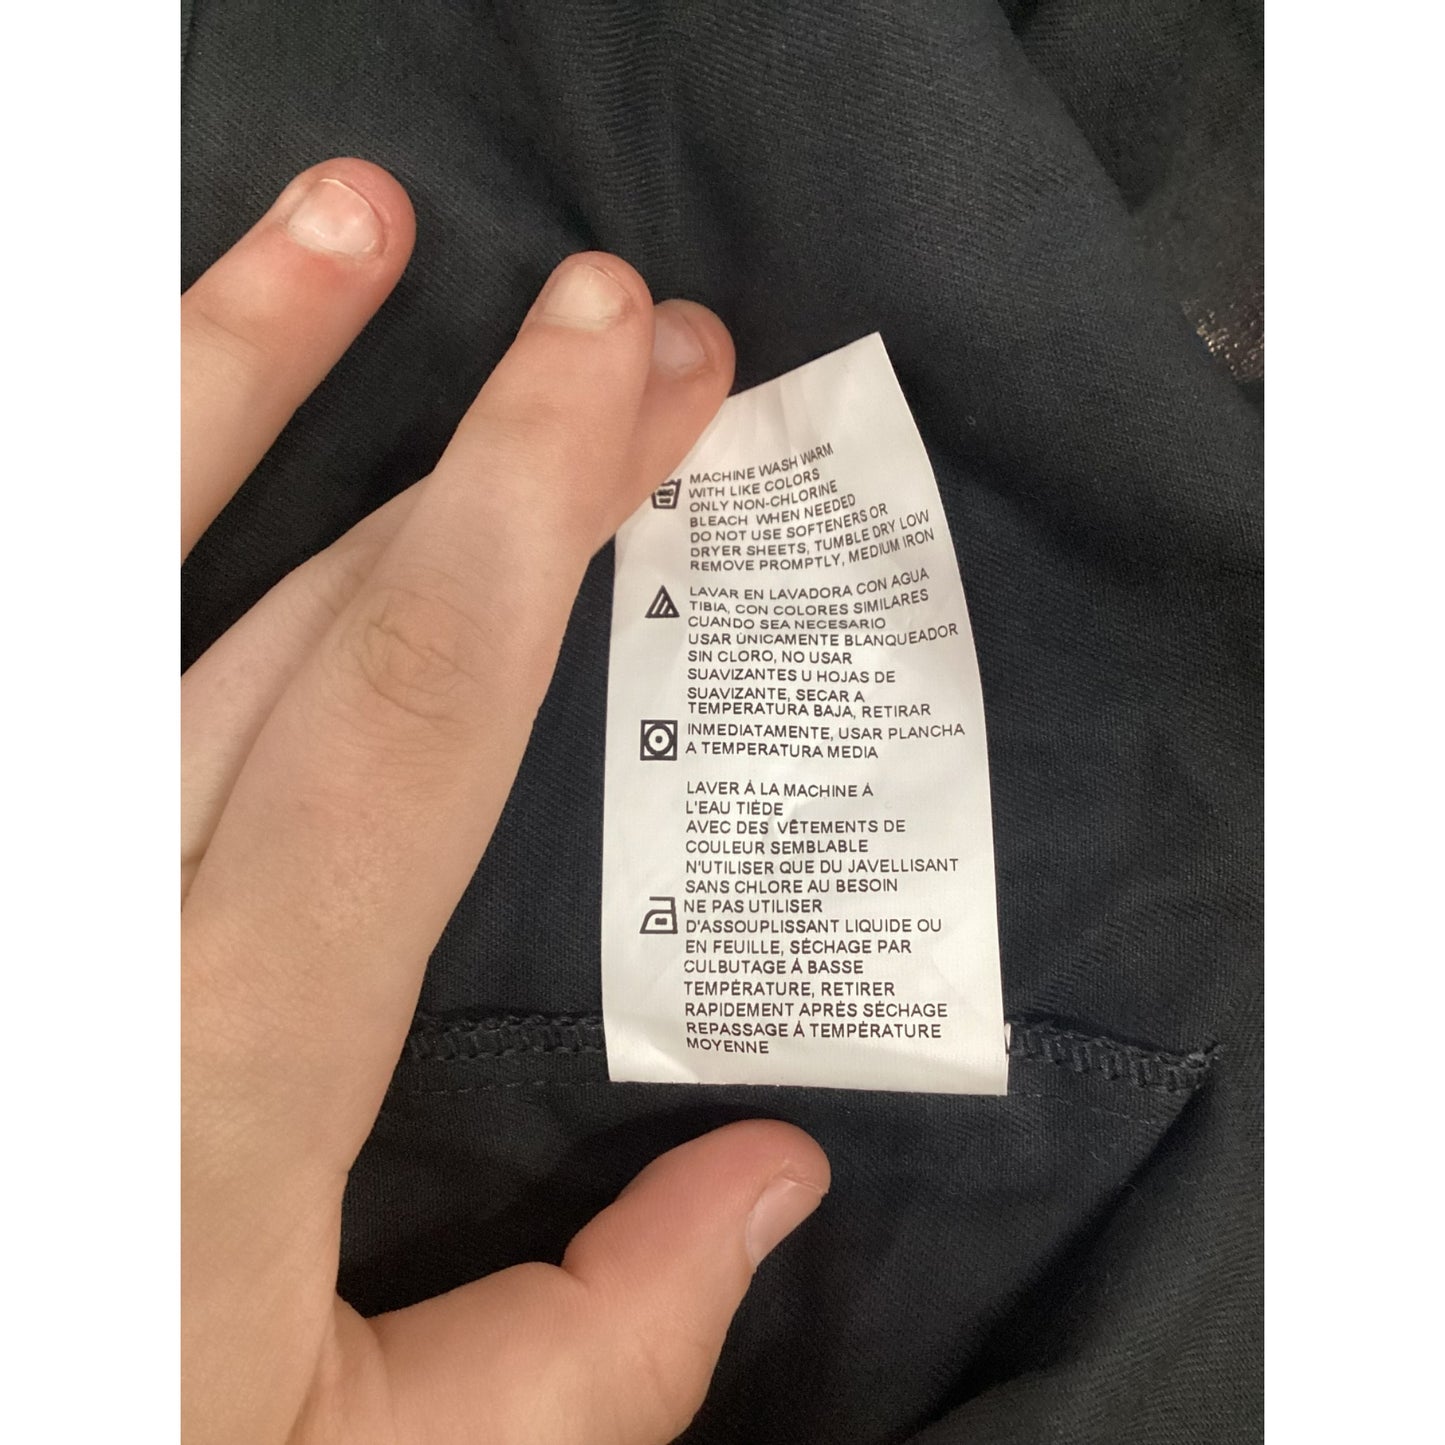 MACHINE WASH WARM
WITH LIKE COLORS
ONLY NON-CHLORINE
BLEACH WHEN NEEDED
DO NOT USE SOFTENERS OR
DRYER SHEETS, TUMBLE DRY LOW
REMOVE PROMPTLY, MEDIUM IRON
LAVAR EN LAVADORA CON AGUA
TIBIA, CON COLORES SIMILARES
CUANDO SEA NECESARIO
USAR ÚNICAMENTE BLANQUEADOR
SIN CLORO, NO USAR
SUAVIZANTES U HOJAS DE
SUAVIZANTE, SECAR A
TEMPERATURA BAJA, RETIRAR
INMEDIATAMENTE, USAR PLANCHA
A TEMPERATURA MEDIA
LAVER À LA MACHINE À
L'EAU TIÈDE
AVEC DES VÊTEMENTS DE
COULEUR SEMBLABLE
N'UTILISER QUE DU JAVELLISANT
SANS CHLORE AU BESOIN
NE PAS UTILISER
D'ASSOUPLISSANT LIQUIDE OU
EN FEUILLE, SÉCHAGE PAR
CULBUTAGE À BASSE
TEMPÉRATURE, RETIRER
RAPIDEMENT APRÈS SÉCHAGE
REPASSAGE À TEMPÉRATURE
MOYENNE